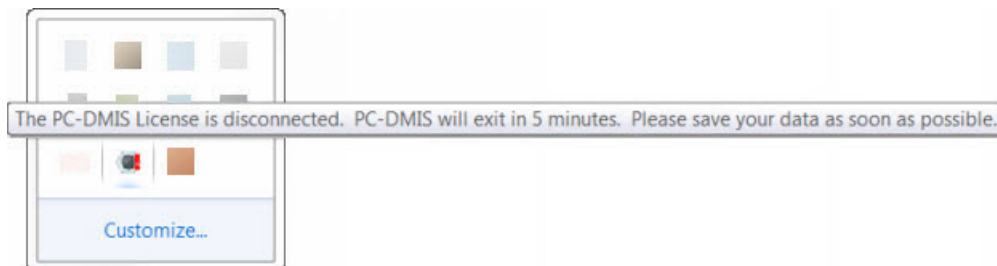 The PC-DMIS License is disconnected. PC-DMIS will exit in 5 minutes. Please save your data as soon as possible.
Customize...